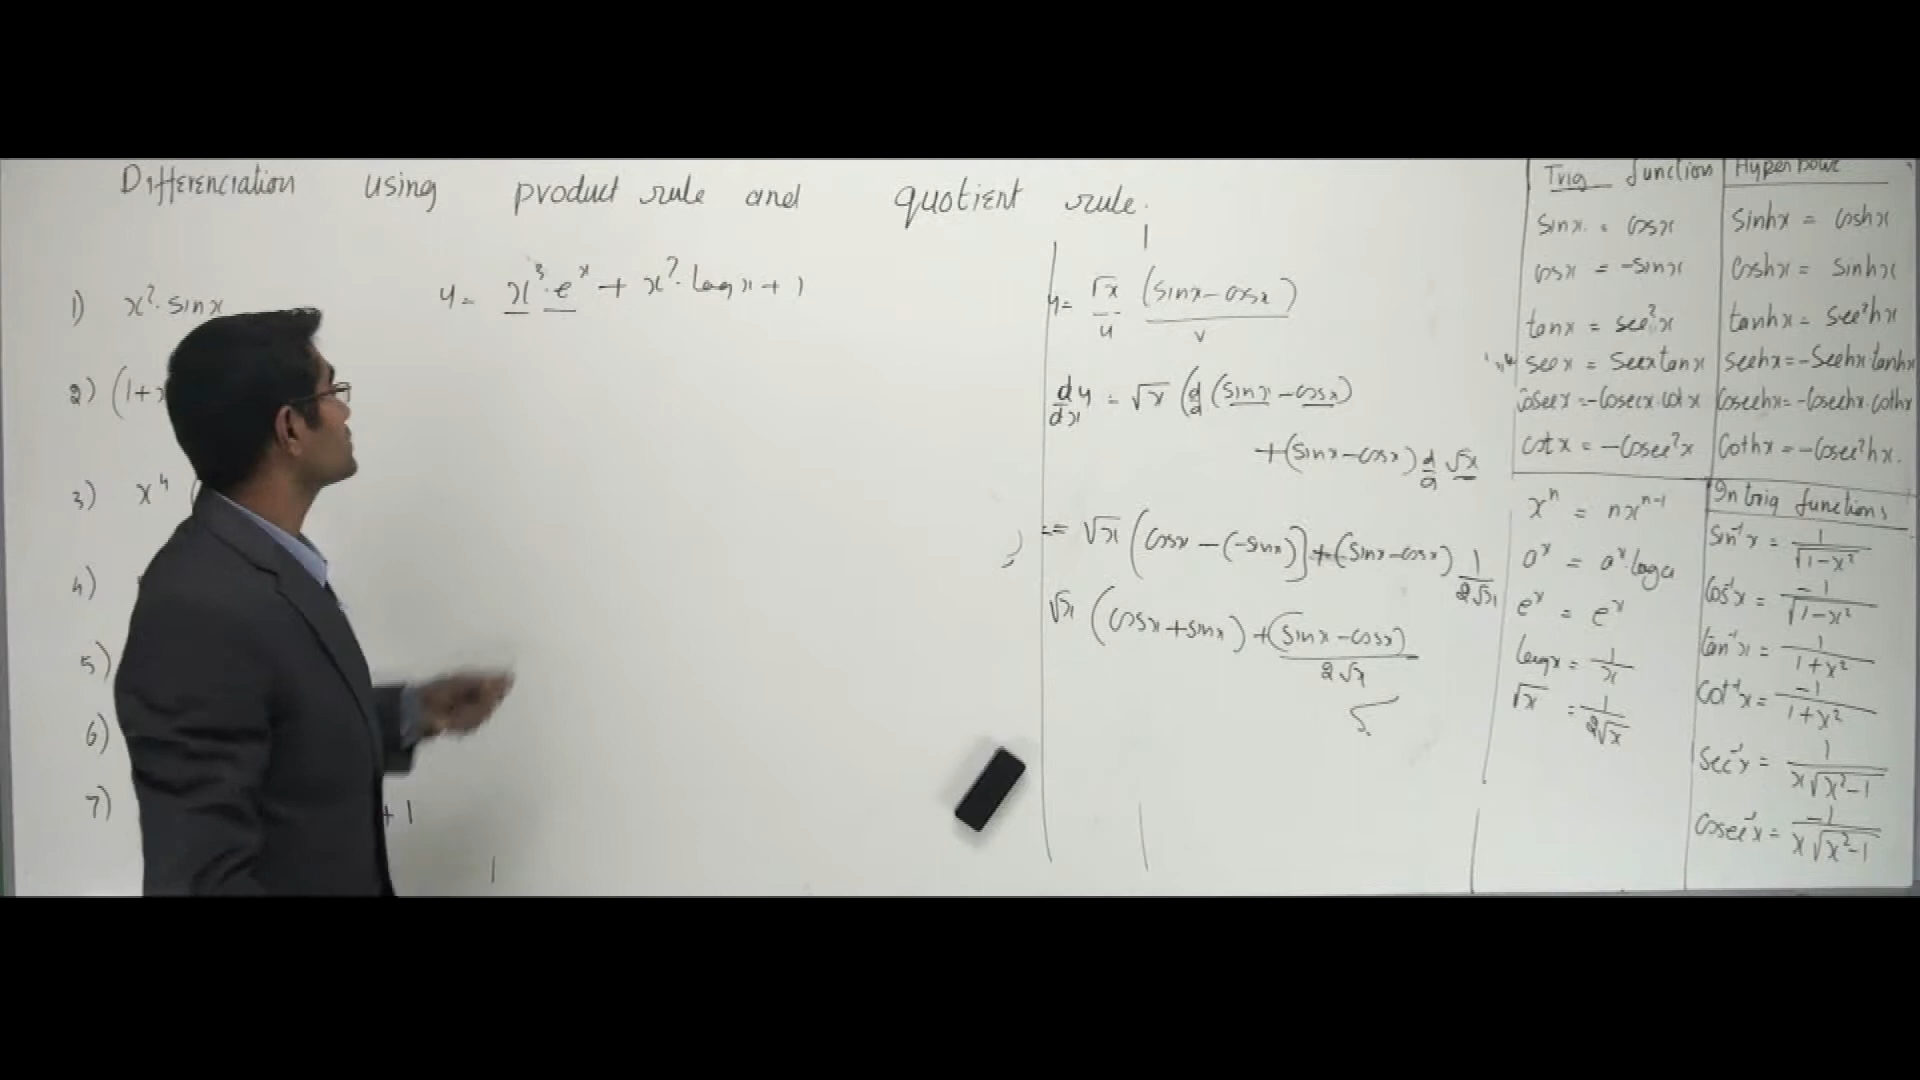 Differenciation using product rule and quotient rule.
1) x². sinx
2) (1+x
3) x⁴ (
4)
5)
6)
7) + 1
y = x³. eˣ + x². logx + 1
y = √x (sinx - cosx)
u v
dy/dx = √x (d/d (sinx - cosx)
+ (sinx - cosx) d/d √x
= √x (cosx - (-sinx)] + (sinx - cosx) 1/2√x
√x (cosx + sinx) + (sinx - cosx)/2√x
Trig function
sinx = cosx
cosx = -sinx
tanx = sec²x
secx = secxtanx
cosecx = -cosecx.cotx
cotx = -cosec²x
sinhx = coshx
coshx = sinhx
tanhx = sec²hx
sechx = -sechx.tanhx
cosechx = -cosechx.cothx
cothx = -cosec²hx.
xⁿ = nxⁿ⁻¹
aˣ = aˣ.loga
eˣ = eˣ
logx = 1/x
√x = 1/2√x
In trig functions
sin⁻¹x = 1/√1-x²
cos⁻¹x = -1/√1-x²
tan⁻¹x = 1/1+x²
cot⁻¹x = -1/1+x²
sec⁻¹x = 1/x√x²-1
cosec⁻¹x = -1/x√x²-1